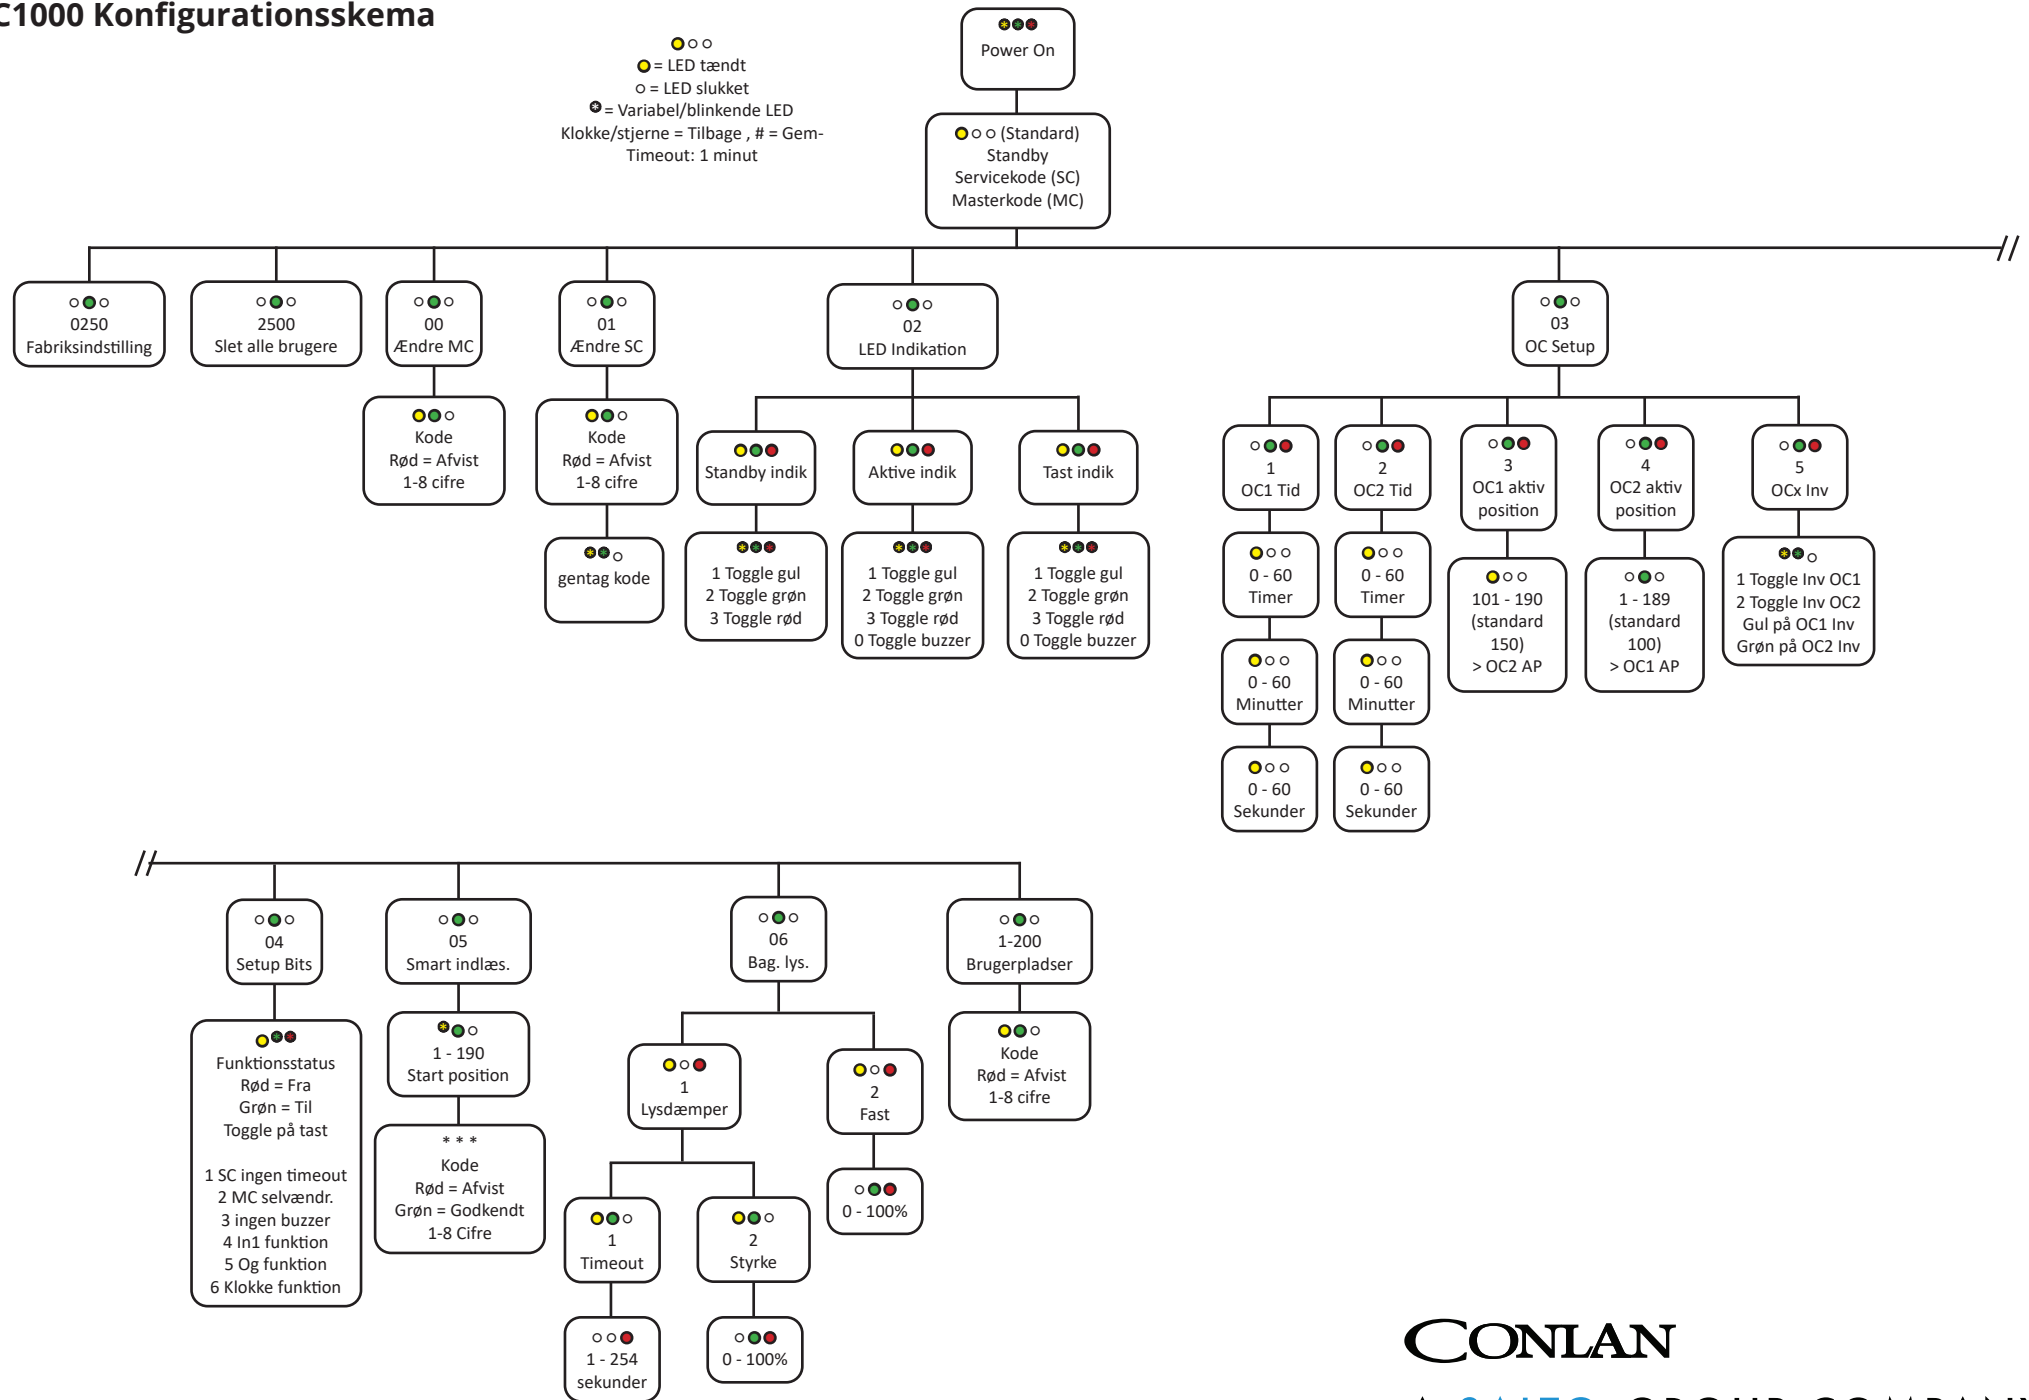 C1000 Konfigurationsskema
= LED tændt
= LED slukket
= Variabel/blinkende LED
Klokke/stjerne = Tilbage , # = Gem-
Timeout: 1 minut
Power On
(Standard)
Standby
Servicekode (SC)
Masterkode (MC)
//
0250
Fabriksindstilling
2500
Slet alle brugere
00
Ændre MC
Kode
Rød = Afvist
1-8 cifre
01
Ændre SC
Kode
Rød = Afvist
1-8 cifre
gentag kode
02
LED Indikation
Standby indik
1 Toggle gul
2 Toggle grøn
3 Toggle rød
Aktive indik
1 Toggle gul
2 Toggle grøn
3 Toggle rød
0 Toggle buzzer
Tast indik
1 Toggle gul
2 Toggle grøn
3 Toggle rød
0 Toggle buzzer
03
OC Setup
1
OC1 Tid
0 - 60
Timer
0 - 60
Minutter
0 - 60
Sekunder
2
OC2 Tid
0 - 60
Timer
0 - 60
Minutter
0 - 60
Sekunder
3
OC1 aktiv
position
101 - 190
(standard
150)
> OC2 AP
4
OC2 aktiv
position
1 - 189
(standard
100)
> OC1 AP
5
OCx Inv
1 Toggle Inv OC1
2 Toggle Inv OC2
Gul på OC1 Inv
Grøn på OC2 Inv
//
04
Setup Bits
Funktionsstatus
Rød = Fra
Grøn = Til
Toggle på tast
1 SC ingen timeout
2 MC selvændr.
3 ingen buzzer
4 In1 funktion
5 Og funktion
6 Klokke funktion
05
Smart indlæs.
1 - 190
Start position
* * *
Kode
Rød = Afvist
Grøn = Godkendt
1-8 Cifre
06
Bag. lys.
1
Lysdæmper
1
Timeout
1 - 254
sekunder
2
Styrke
0 - 100%
2
Fast
0 - 100%
1-200
Brugerpladser
Kode
Rød = Afvist
1-8 cifre
CONLAN
A SALTO GROUP COMPANY